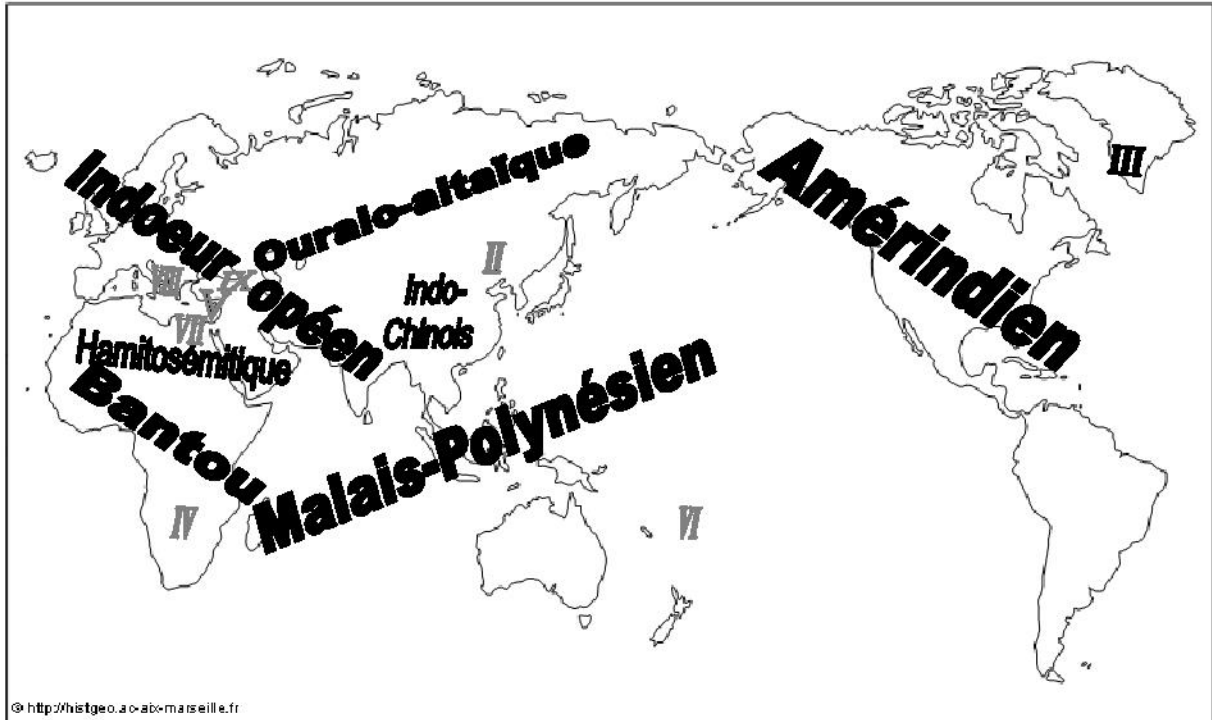 Amérindien
III
Indoeuropéen
Ouralo-altaïque
II
VIII
IX
V
VII
Indo-
Chinois
Hamitosémitique
Bantou
Malais-Polynésien
IV
VI
© http://histgeo.ac-aix-marseille.fr